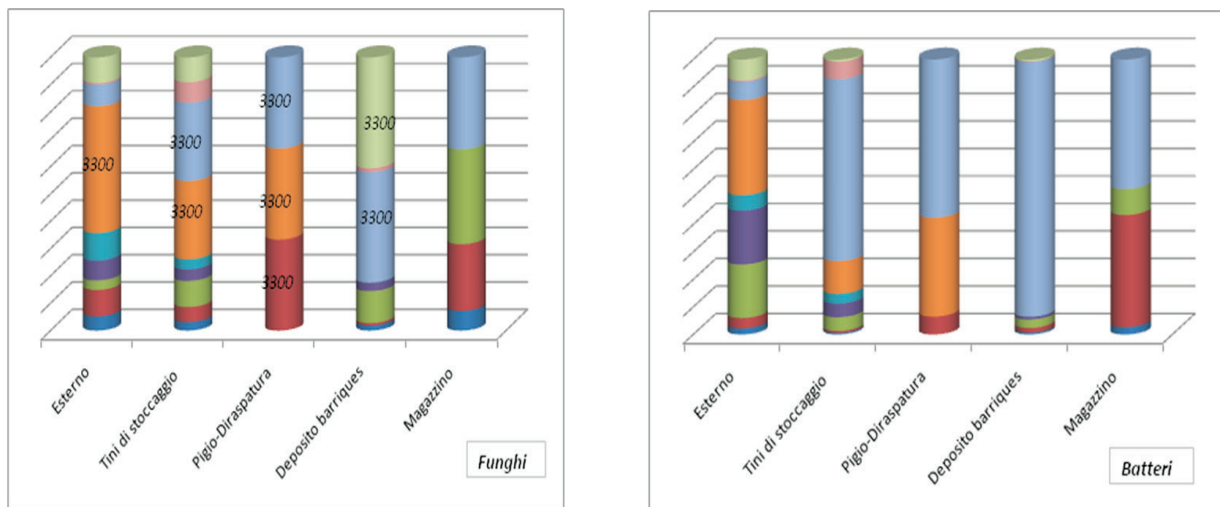 3300
3300
3300
3300
3300
3300
3300
3300
Esterno
Tini di stoccaggio
Pigio-Diraspatura
Deposito barriques
Magazzino
Funghi
Esterno
Tini di stoccaggio
Pigio-Diraspatura
Deposito barriques
Magazzino
Batteri